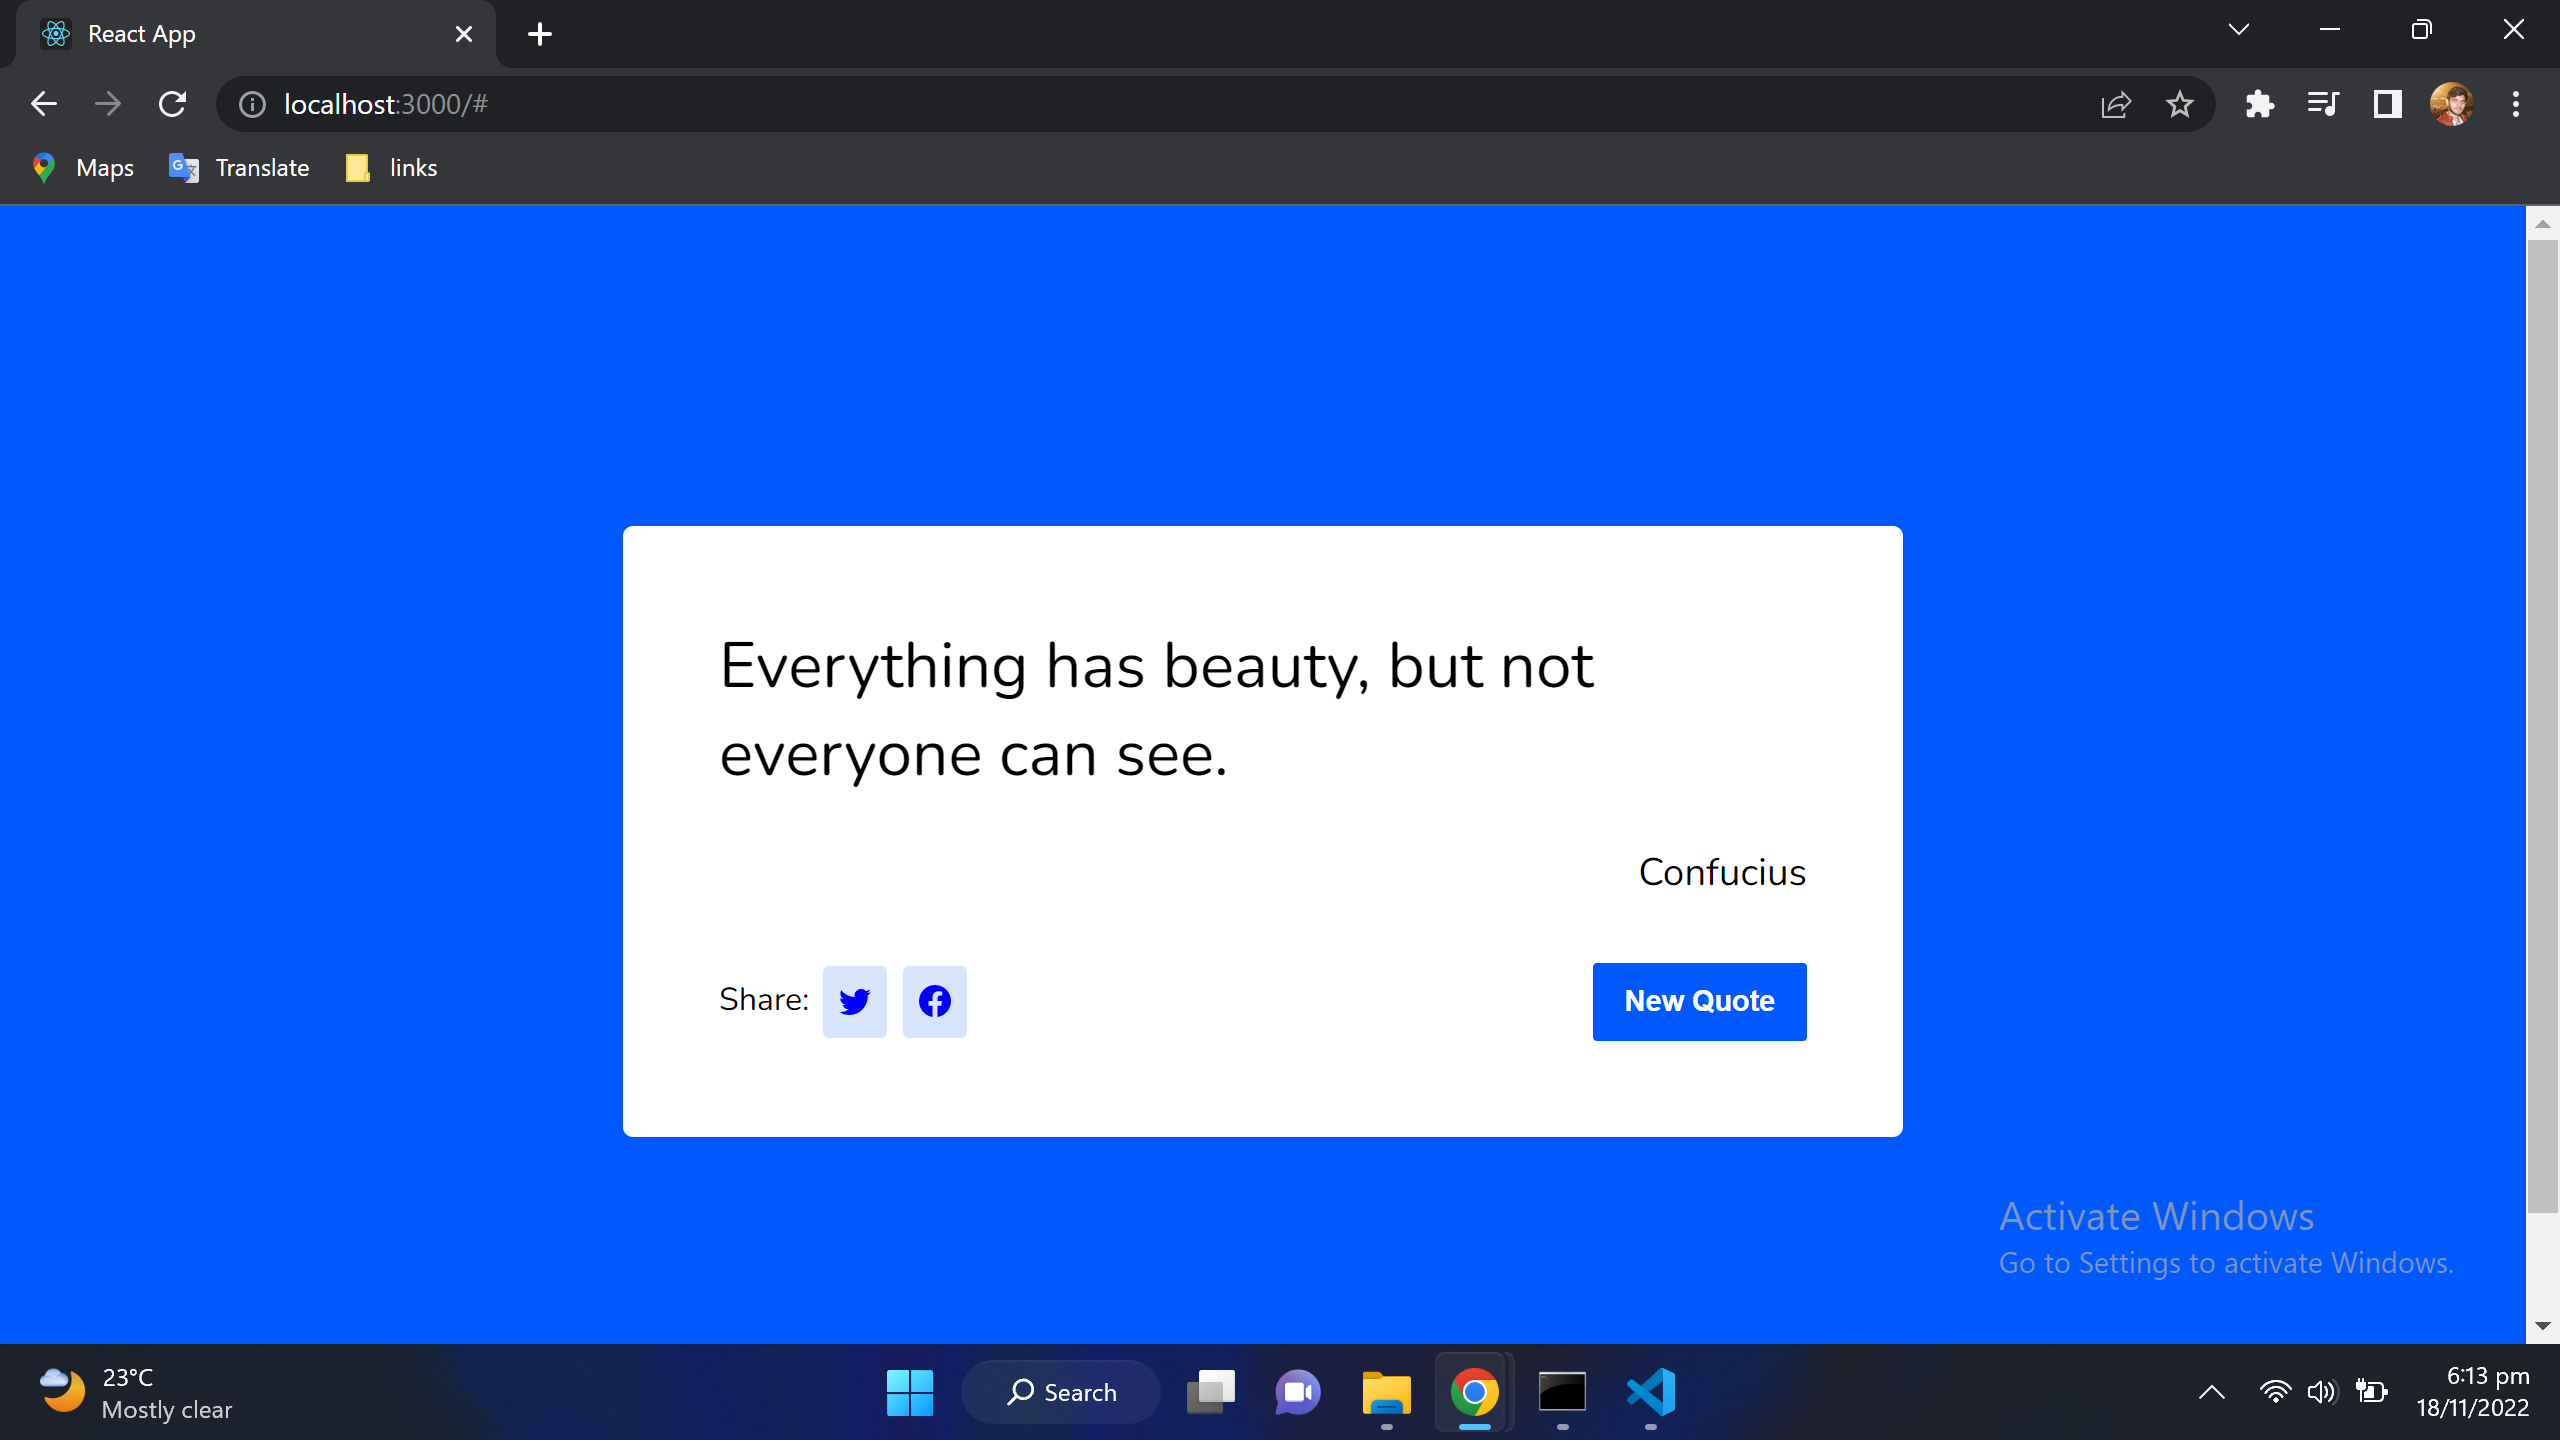 React App
localhost:3000/#
Maps
Translate
links
Everything has beauty, but not
everyone can see.
Confucius
Share:
New Quote
Activate Windows
Go to Settings to activate Windows.
23°C
Mostly clear
Search
6:13 pm
18/11/2022